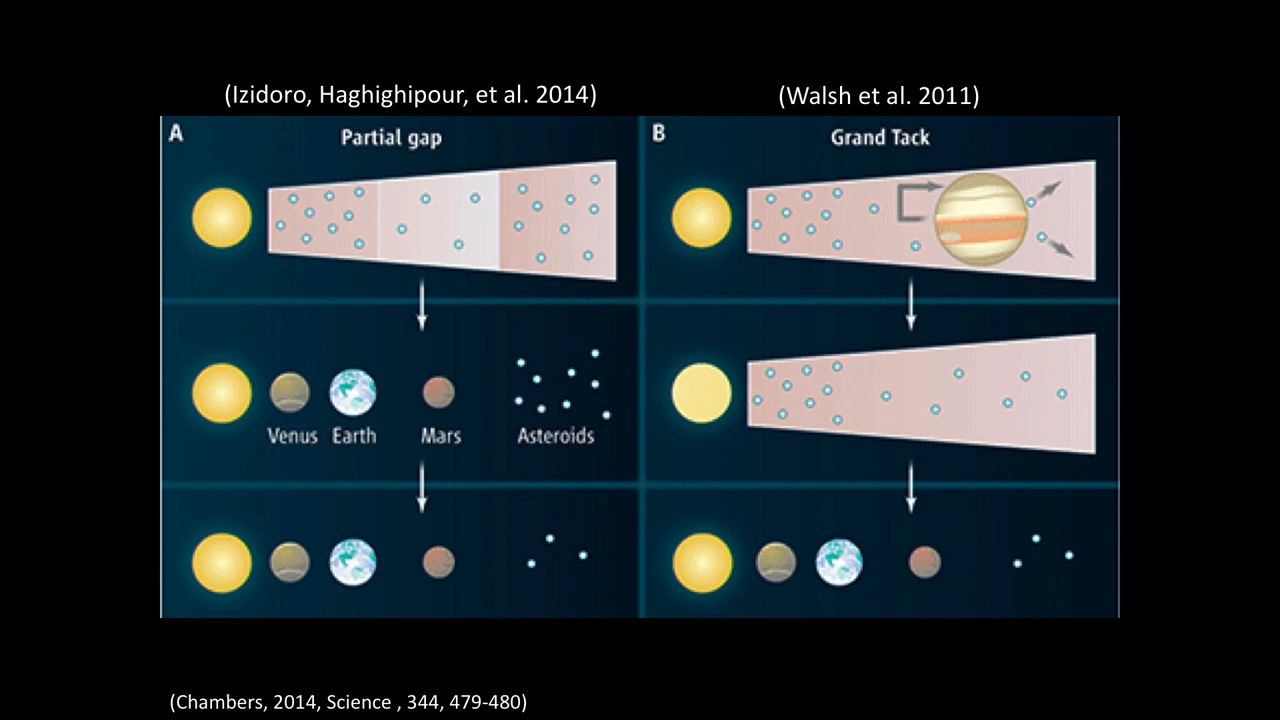 (Izidoro, Haghighipour, et al. 2014)
(Walsh et al. 2011)
A
Partial gap
B
Grand Tack
Venus
Earth
Mars
Asteroids
(Chambers, 2014, Science , 344, 479-480)